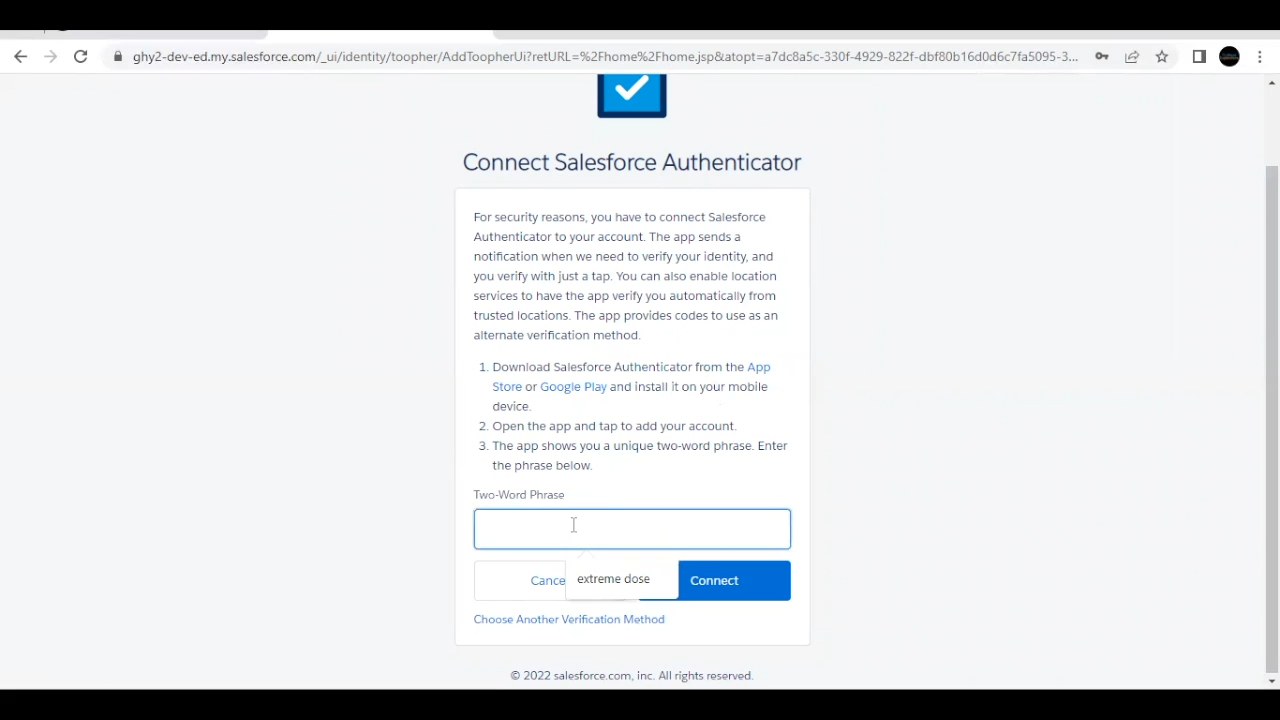 ghy2-dev-ed.my.salesforce.com/_ui/identity/toopher/AddToopherUi?retURL=%2Fhome%2Fhome.jsp&atopt=a7dc8a5c-330f-4929-822f-dbf80b16d0d6c7fa5095-3...
Connect Salesforce Authenticator
For security reasons, you have to connect Salesforce
Authenticator to your account. The app sends a
notification when we need to verify your identity, and
you verify with just a tap. You can also enable location
services to have the app verify you automatically from
trusted locations. The app provides codes to use as an
alternate verification method.
1. Download Salesforce Authenticator from the App
Store or Google Play and install it on your mobile
device.
2. Open the app and tap to add your account.
3. The app shows you a unique two-word phrase. Enter
the phrase below.
Two-Word Phrase
Cance extreme dose Connect
Choose Another Verification Method
© 2022 salesforce.com, inc. All rights reserved.